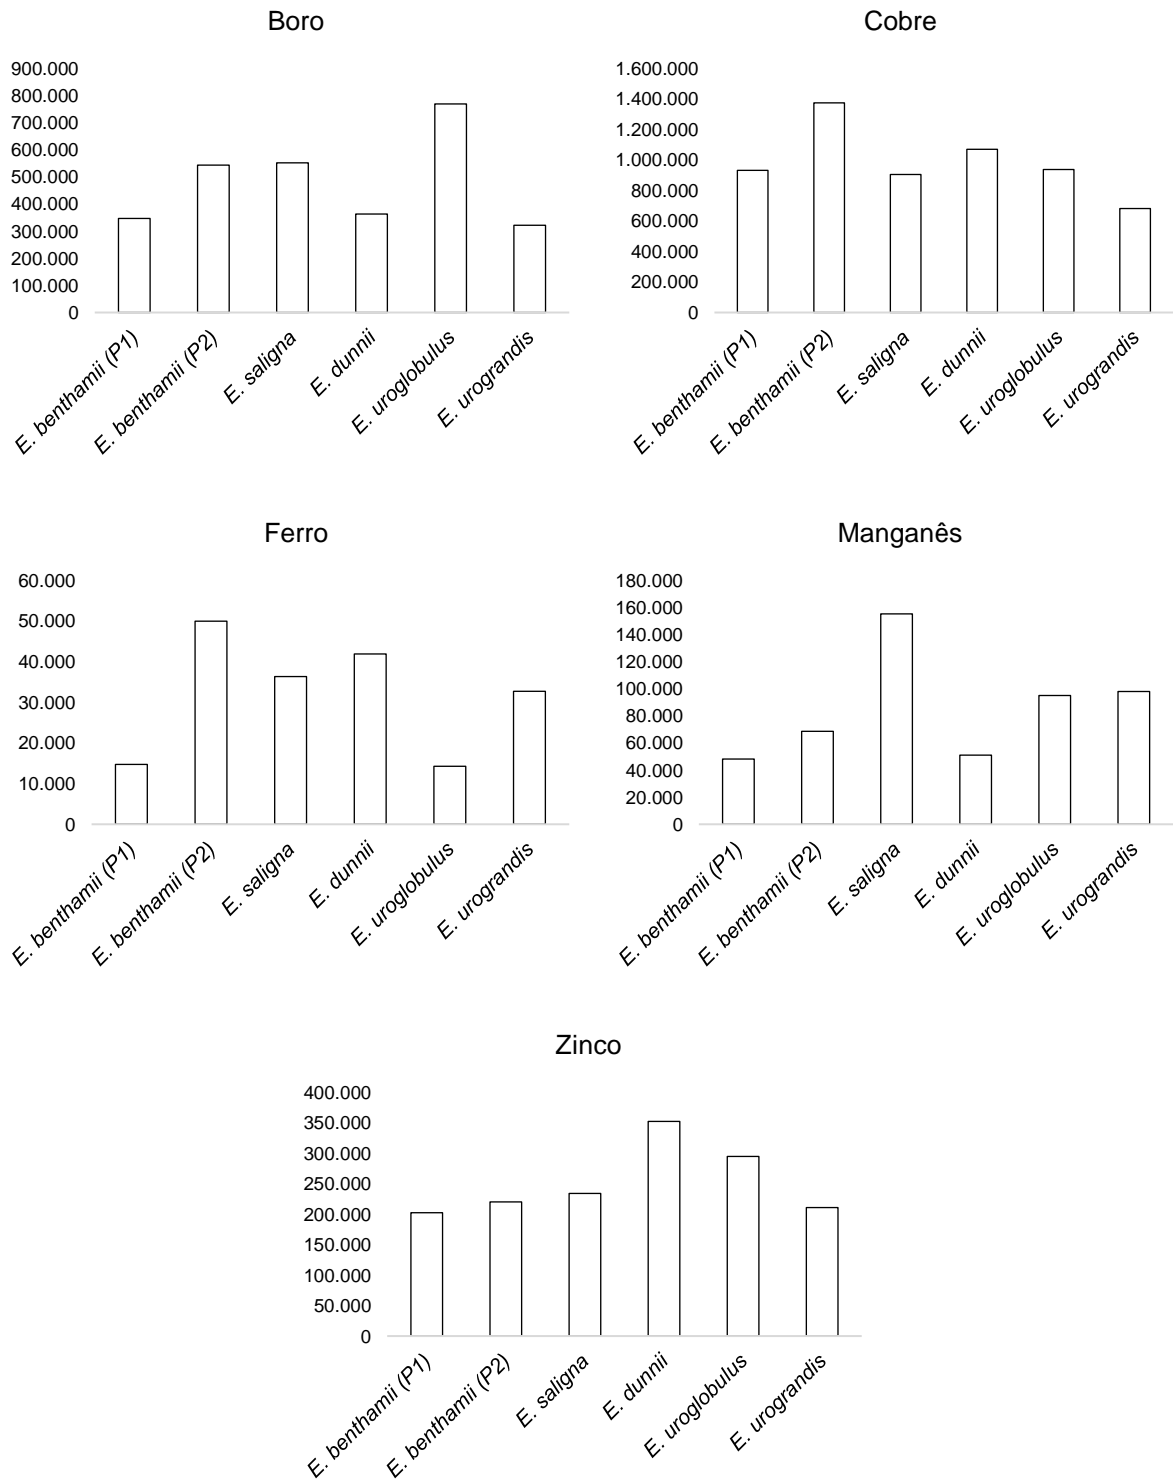 Boro
900.000
800.000
700.000
600.000
500.000
400.000
300.000
200.000
100.000
0
E. benthamii (P1)
E. benthamii (P2)
E. saligna
E. dunnii
E. uroglobulus
E. urograndis
Cobre
1.600.000
1.400.000
1.200.000
1.000.000
800.000
600.000
400.000
200.000
0
E. benthamii (P1)
E. benthamii (P2)
E. saligna
E. dunnii
E. uroglobulus
E. urograndis
Ferro
60.000
50.000
40.000
30.000
20.000
10.000
0
E. benthamii (P1)
E. benthamii (P2)
E. saligna
E. dunnii
E. uroglobulus
E. urograndis
Manganês
180.000
160.000
140.000
120.000
100.000
80.000
60.000
40.000
20.000
0
E. benthamii (P1)
E. benthamii (P2)
E. saligna
E. dunnii
E. uroglobulus
E. urograndis
Zinco
400.000
350.000
300.000
250.000
200.000
150.000
100.000
50.000
0
E. benthamii (P1)
E. benthamii (P2)
E. saligna
E. dunnii
E. uroglobulus
E. urograndis